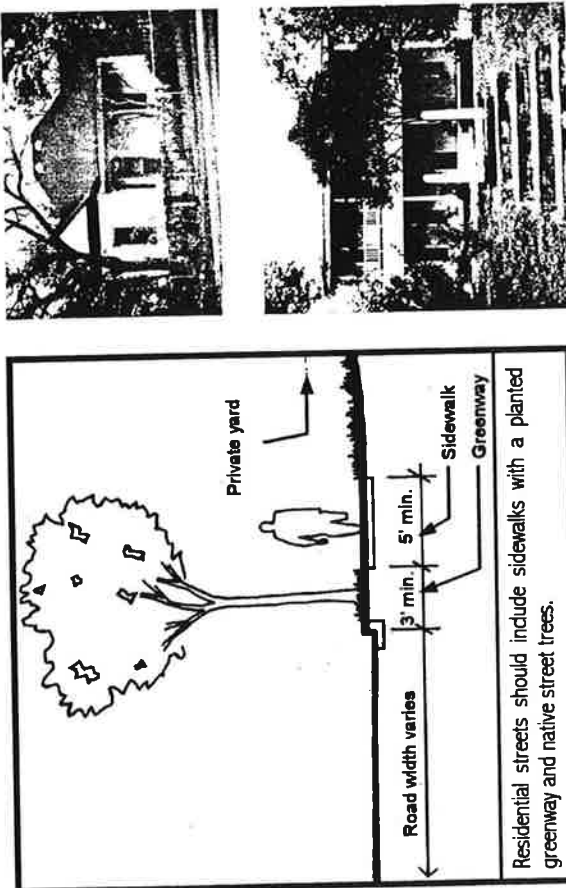 Private yard
Road width varies
3' min.
5' min.
Sidewalk
Greenway
Residential streets should include sidewalks with a planted
greenway and native street trees.